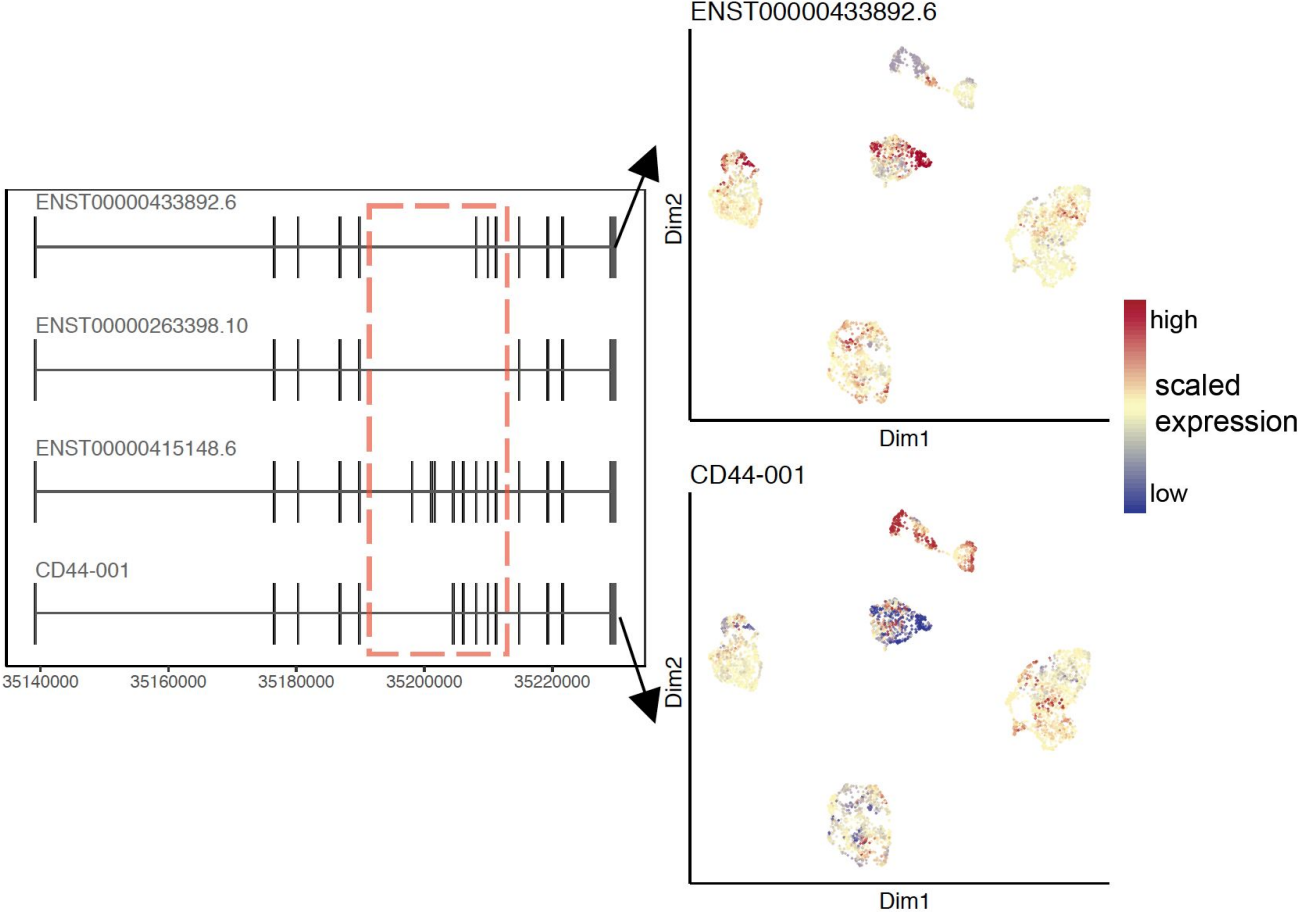 ENST00000433892.6
ENST00000263398.10
ENST00000415148.6
CD44-001
35140000 35160000 35180000 35200000 35220000
ENST00000433892.6
Dim2
Dim1
CD44-001
Dim2
Dim1
high
scaled
expression
low